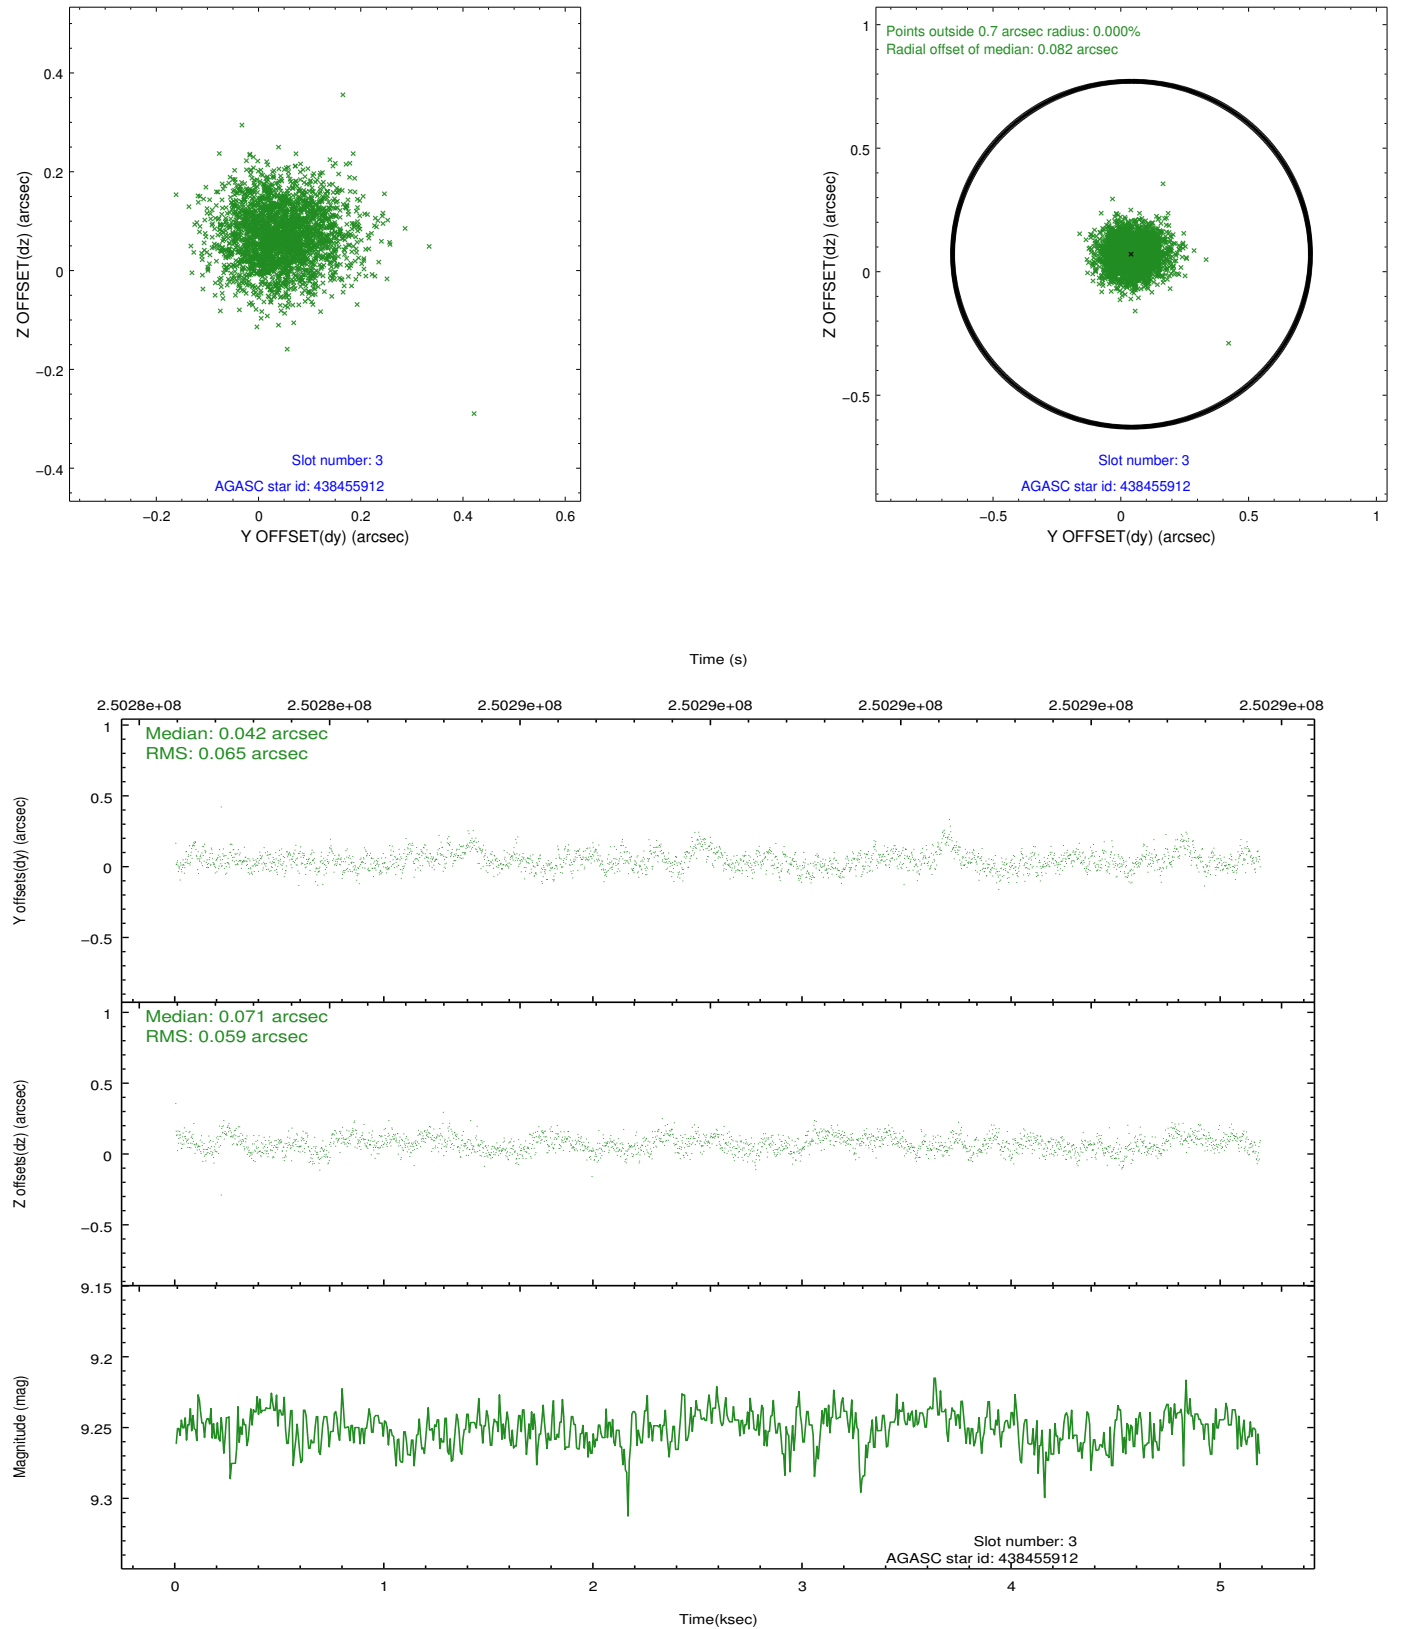 0.4
0.2
0
−0.2
−0.4
Z OFFSET(dz) (arcsec)
Slot number: 3
AGASC star id: 438455912
−0.2 0 0.2 0.4 0.6
Y OFFSET(dy) (arcsec)
Points outside 0.7 arcsec radius: 0.000%
Radial offset of median: 0.082 arcsec
1
0.5
0
−0.5
Z OFFSET(dz) (arcsec)
Slot number: 3
AGASC star id: 438455912
−0.5 0 0.5 1
Y OFFSET(dy) (arcsec)
Time (s)
2.5028e+08 2.5028e+08 2.5029e+08 2.5029e+08 2.5029e+08 2.5029e+08 2.5029e+08
Median: 0.042 arcsec
RMS: 0.065 arcsec
1
0.5
0
−0.5
Y offsets(dy) (arcsec)
Median: 0.071 arcsec
RMS: 0.059 arcsec
1
0.5
0
−0.5
Z offsets(dz) (arcsec)
9.15
9.2
9.25
9.3
Magnitude (mag)
Slot number: 3
AGASC star id: 438455912
0 1 2 3 4 5
Time(ksec)